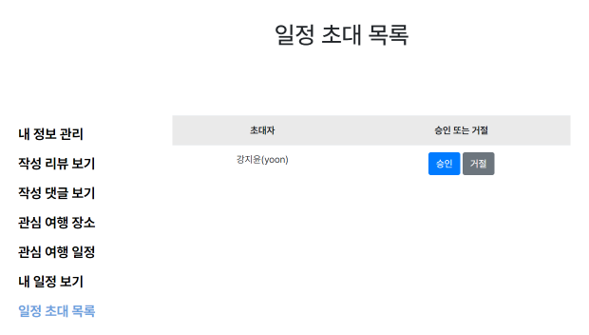 일정 초대 목록
내 정보 관리
작성 리뷰 보기
작성 댓글 보기
관심 여행 장소
관심 여행 일정
내 일정 보기
일정 초대 목록
초대자 승인 또는 거절
강지윤(yoon) 승인 거절